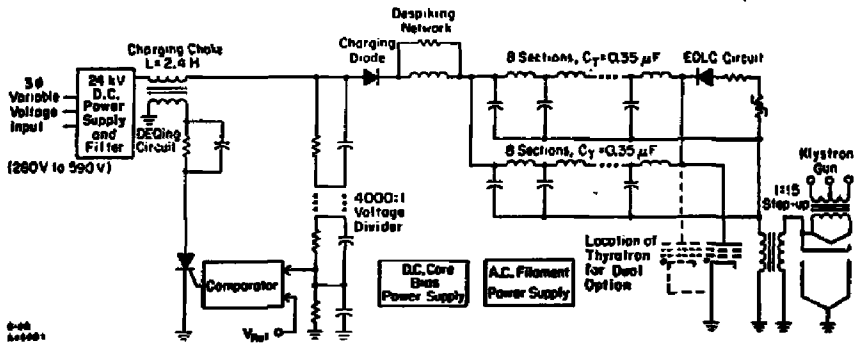 Despiking
Network
Charging Choke
L=2.4 H
Charging
Diode
8 Sections, CT=0.35 μF
EOLC Circuit
3Φ
Variable
Voltage
Input
24 kV
D.C.
Power
Supply
and
Filter
DEQing
Circuit
(260V to 590V)
8 Sections, CT=0.35 μF
Klystron
Gun
1:15
Step-up
4000:1
Voltage
Divider
Location of
Thyratron
for Dual
Option
Comparator
D.C. Core
Bias
Power Supply
A.C. Filament
Power Supply
VRef